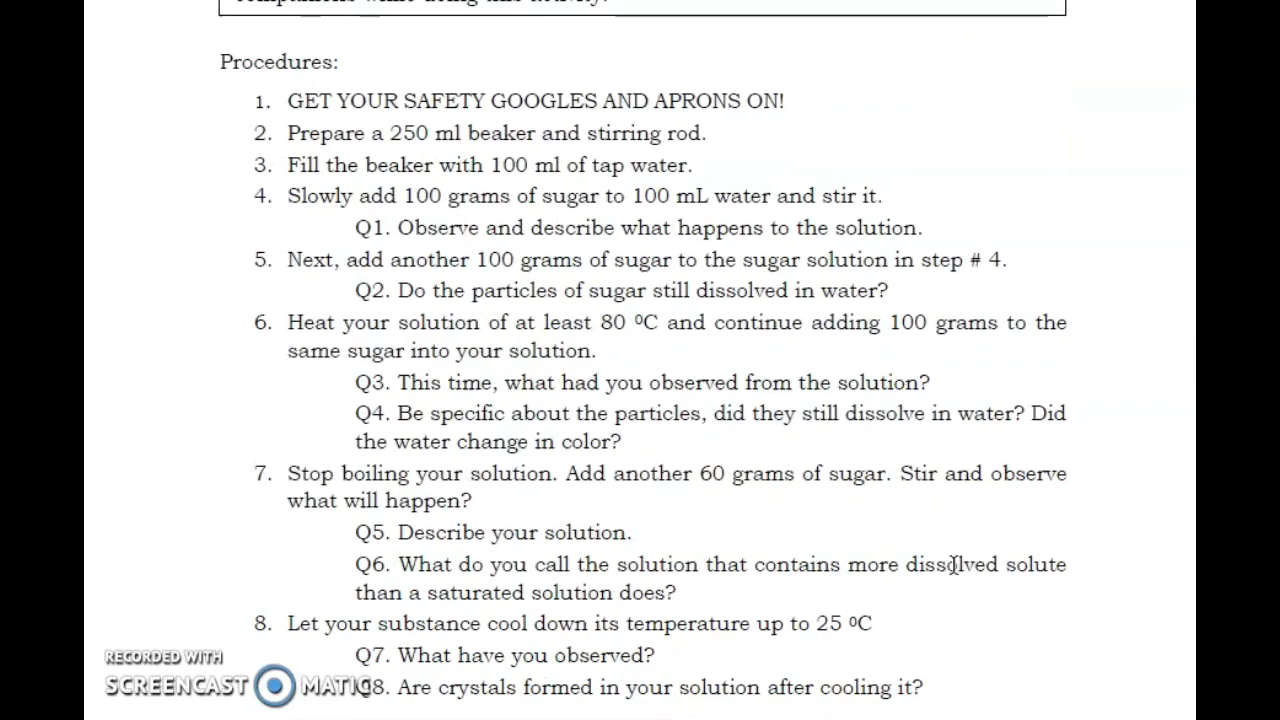 companions while doing this activity.
Procedures:
1. GET YOUR SAFETY GOOGLES AND APRONS ON!
2. Prepare a 250 ml beaker and stirring rod.
3. Fill the beaker with 100 ml of tap water.
4. Slowly add 100 grams of sugar to 100 mL water and stir it.
Q1. Observe and describe what happens to the solution.
5. Next, add another 100 grams of sugar to the sugar solution in step # 4.
Q2. Do the particles of sugar still dissolved in water?
6. Heat your solution of at least 80 ⁰C and continue adding 100 grams to the
same sugar into your solution.
Q3. This time, what had you observed from the solution?
Q4. Be specific about the particles, did they still dissolve in water? Did
the water change in color?
7. Stop boiling your solution. Add another 60 grams of sugar. Stir and observe
what will happen?
Q5. Describe your solution.
Q6. What do you call the solution that contains more dissolved solute
than a saturated solution does?
8. Let your substance cool down its temperature up to 25 ⁰C
Q7. What have you observed?
Q8. Are crystals formed in your solution after cooling it?
RECORDED WITH
SCREENCAST MATIC